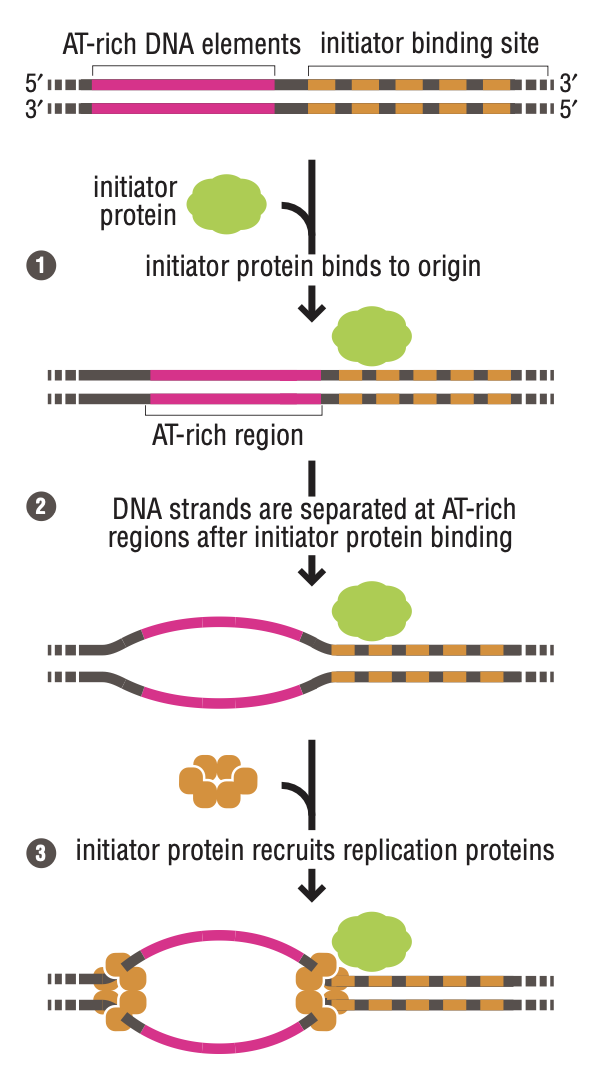 AT-rich DNA elements initiator binding site
5′ 3′
3′ 5′
initiator
protein
1 initiator protein binds to origin
AT-rich region
2 DNA strands are separated at AT-rich
regions after initiator protein binding
3 initiator protein recruits replication proteins